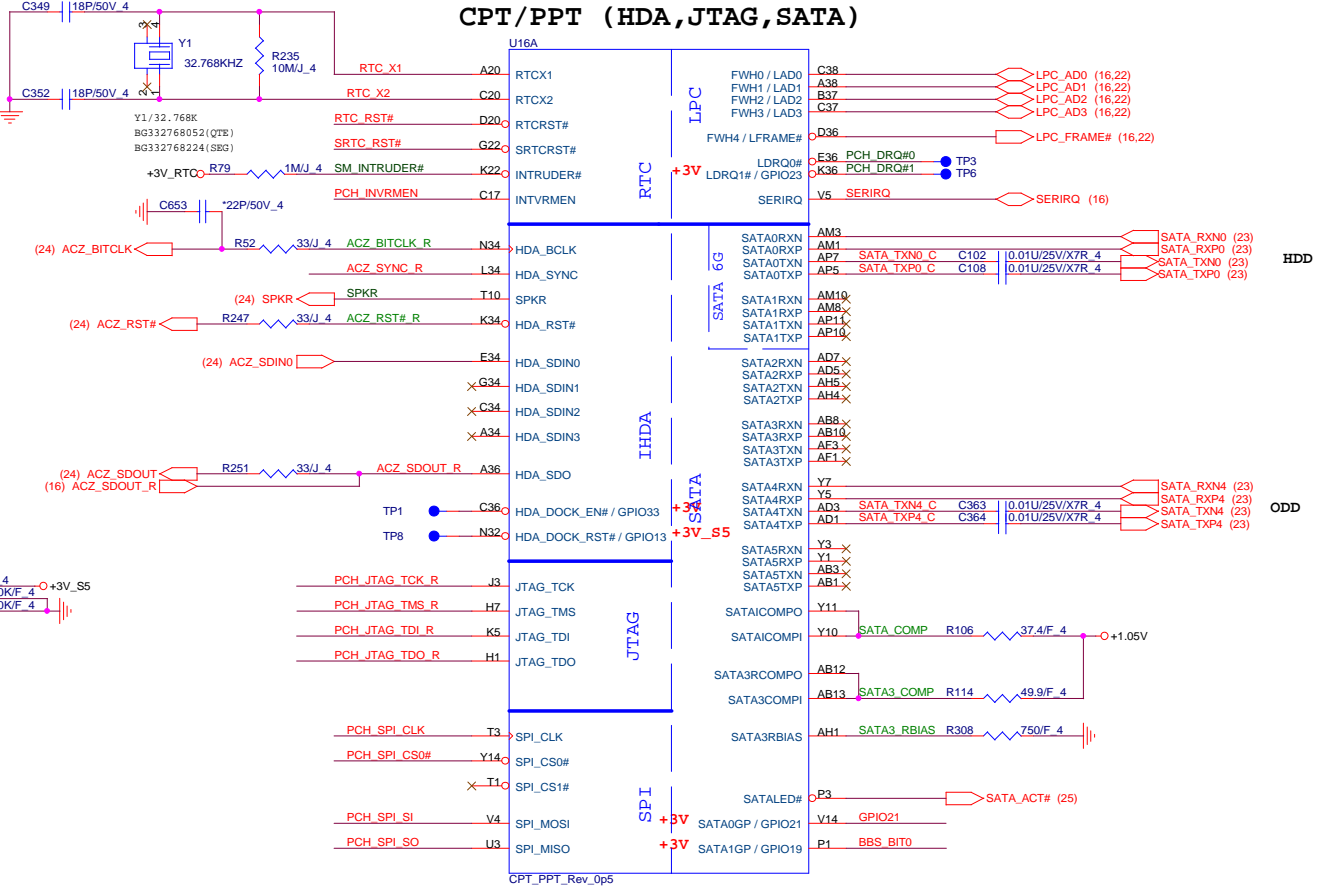 CPT/PPT (HDA,JTAG,SATA)
C349 18P/50V_4
3 4
Y1
32.768KHZ
R235
10M/J_4
C352 18P/50V_4
2 1
Y1/32.768K
BG332768052(QTE)
BG332768224(SEG)
U16A
RTC_X1 A20 RTCX1
RTC_X2 C20 RTCX2
RTC_RST# D20 RTCRST#
SRTC_RST# G22 SRTCRST#
+3V_RTC R79 1M/J_4 SM_INTRUDER# K22 INTRUDER#
PCH_INVRMEN C17 INTVRMEN
C653 *22P/50V_4
(24) ACZ_BITCLK R52 33/J_4 ACZ_BITCLK_R N34 HDA_BCLK
ACZ_SYNC_R L34 HDA_SYNC
(24) SPKR SPKR T10 SPKR
(24) ACZ_RST# R247 33/J_4 ACZ_RST#_R K34 HDA_RST#
(24) ACZ_SDIN0 E34 HDA_SDIN0
G34 HDA_SDIN1
C34 HDA_SDIN2
A34 HDA_SDIN3
(24) ACZ_SDOUT R251 33/J_4 ACZ_SDOUT_R A36 HDA_SDO
(16) ACZ_SDOUT_R
TP1 C36 HDA_DOCK_EN# / GPIO33 +3V
TP8 N32 HDA_DOCK_RST# / GPIO13 +3V_S5
4 +3V_S5
0K/F_4
PCH_JTAG_TCK_R J3 JTAG_TCK
PCH_JTAG_TMS_R H7 JTAG_TMS
PCH_JTAG_TDI_R K5 JTAG_TDI
PCH_JTAG_TDO_R H1 JTAG_TDO
PCH_SPI_CLK T3 SPI_CLK
PCH_SPI_CS0# Y14 SPI_CS0#
T1 SPI_CS1#
PCH_SPI_SI V4 SPI_MOSI
PCH_SPI_SO U3 SPI_MISO
RTC
IHDA
JTAG
SPI
LPC
SATA 6G
SATA
FWH0 / LAD0 C38 LPC_AD0 (16,22)
FWH1 / LAD1 A38 LPC_AD1 (16,22)
FWH2 / LAD2 B37 LPC_AD2 (16,22)
FWH3 / LAD3 C37 LPC_AD3 (16,22)
FWH4 / LFRAME# D36 LPC_FRAME# (16,22)
LDRQ0# E36 PCH_DRQ#0 TP3
+3V LDRQ1# / GPIO23 K36 PCH_DRQ#1 TP6
SERIRQ V5 SERIRQ SERIRQ (16)
SATA0RXN AM3 SATA_RXN0 (23)
SATA0RXP AM1 SATA_RXP0 (23)
SATA0TXN AP7 SATA_TXN0_C C102 0.01U/25V/X7R_4 SATA_TXN0 (23)
SATA0TXP AP5 SATA_TXP0_C C108 0.01U/25V/X7R_4 SATA_TXP0 (23)
HDD
SATA1RXN AM10
SATA1RXP AM8
SATA1TXN AP11
SATA1TXP AP10
SATA2RXN AD7
SATA2RXP AD5
SATA2TXN AH5
SATA2TXP AH4
SATA3RXN AB8
SATA3RXP AB10
SATA3TXN AF3
SATA3TXP AF1
SATA4RXN Y7 SATA_RXN4 (23)
SATA4RXP Y5 SATA_RXP4 (23)
SATA4TXN AD3 SATA_TXN4_C C363 0.01U/25V/X7R_4 SATA_TXN4 (23)
SATA4TXP AD1 SATA_TXP4_C C364 0.01U/25V/X7R_4 SATA_TXP4 (23)
ODD
SATA5RXN Y3
SATA5RXP Y1
SATA5TXN AB3
SATA5TXP AB1
SATAICOMPO Y11
SATAICOMPI Y10 SATA_COMP R106 37.4/F_4 +1.05V
SATA3RCOMPO AB12
SATA3COMPI AB13 SATA3_COMP R114 49.9/F_4
SATA3RBIAS AH1 SATA3_RBIAS R308 750/F_4
SATALED# P3 SATA_ACT# (25)
+3V SATA0GP / GPIO21 V14 GPIO21
+3V SATA1GP / GPIO19 P1 BBS_BIT0
CPT_PPT_Rev_0p5